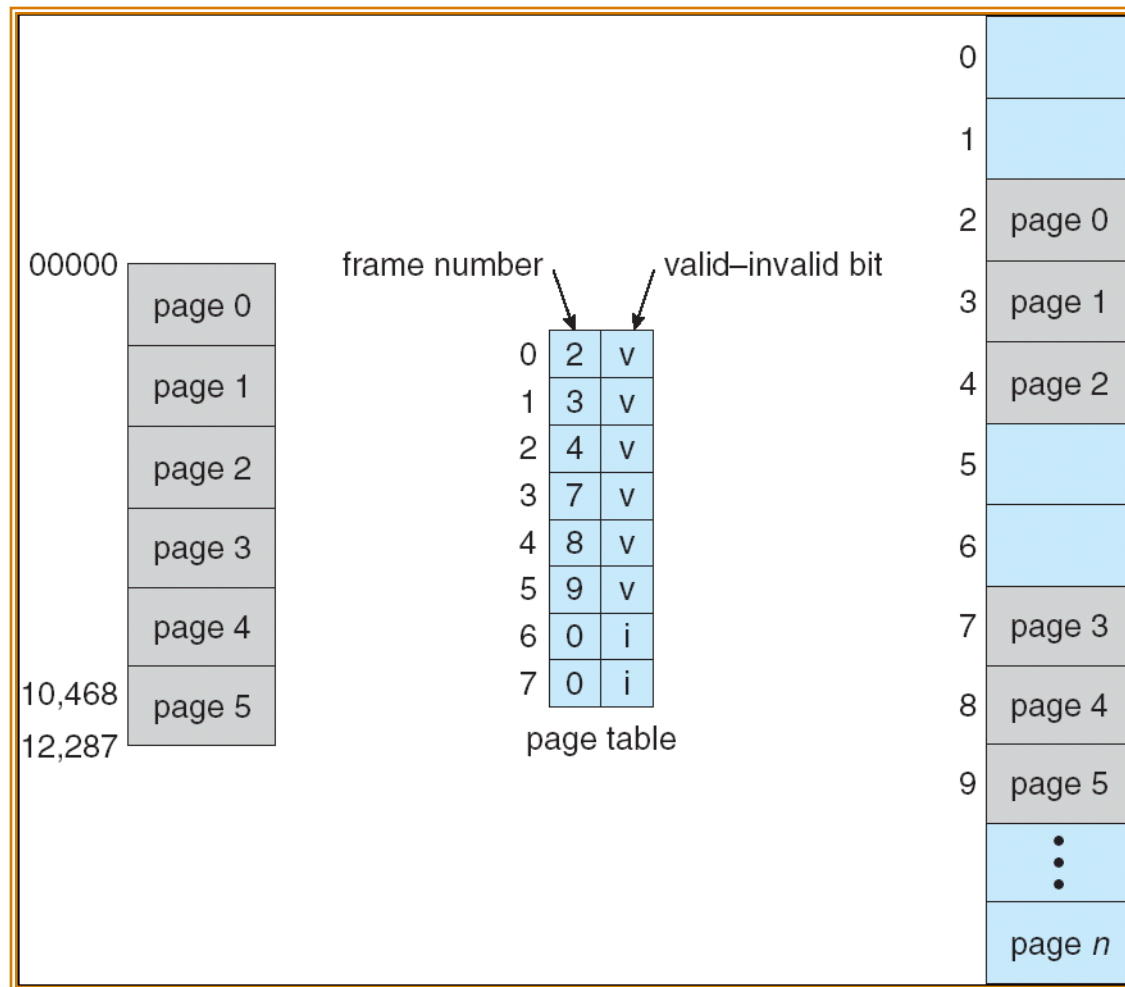 00000
page 0
page 1
page 2
page 3
page 4
10,468
page 5
12,287
frame number
valid–invalid bit
0 2 v
1 3 v
2 4 v
3 7 v
4 8 v
5 9 v
6 0 i
7 0 i
page table
0
1
2 page 0
3 page 1
4 page 2
5
6
7 page 3
8 page 4
9 page 5
page n